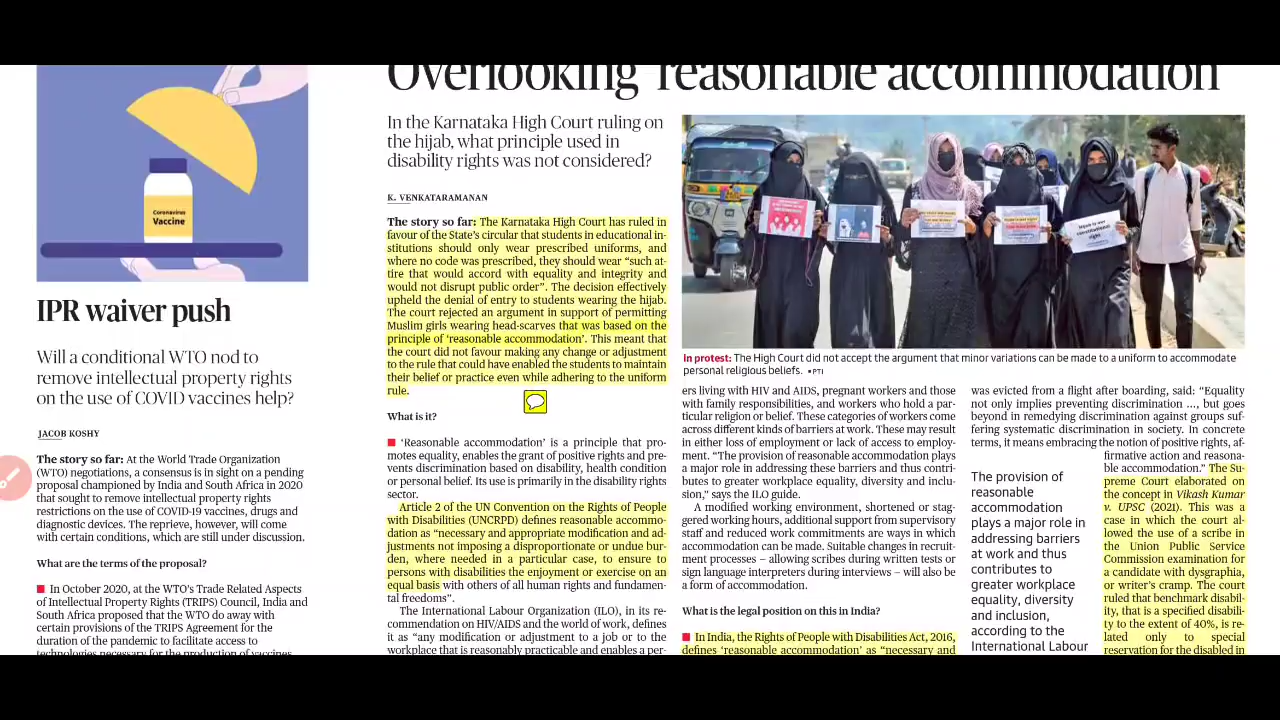 Overlooking 'reasonable accommodation'
Coronavirus
Vaccine
IPR waiver push
Will a conditional WTO nod to
remove intellectual property rights
on the use of COVID vaccines help?
JACOB KOSHY
The story so far: At the World Trade Organization
(WTO) negotiations, a consensus is in sight on a pending
proposal championed by India and South Africa in 2020
that sought to remove intellectual property rights
restrictions on the use of COVID-19 vaccines, drugs and
diagnostic devices. The reprieve, however, will come
with certain conditions, which are still under discussion.
What are the terms of the proposal?
In October 2020, at the WTO's Trade Related Aspects
of Intellectual Property Rights (TRIPS) Council, India and
South Africa proposed that the WTO do away with
certain provisions of the TRIPS Agreement for the
duration of the pandemic to facilitate access to
technologies necessary for the production of vaccines
In the Karnataka High Court ruling on
the hijab, what principle used in
disability rights was not considered?
K. VENKATARAMANAN
The story so far: The Karnataka High Court has ruled in
favour of the State's circular that students in educational in-
stitutions should only wear prescribed uniforms, and
where no code was prescribed, they should wear "such at-
tire that would accord with equality and integrity and
would not disrupt public order". The decision effectively
upheld the denial of entry to students wearing the hijab.
The court rejected an argument in support of permitting
Muslim girls wearing head-scarves that was based on the
principle of 'reasonable accommodation'. This meant that
the court did not favour making any change or adjustment
to the rule that could have enabled the students to maintain
their belief or practice even while adhering to the uniform
rule.
What is it?
'Reasonable accommodation' is a principle that pro-
motes equality, enables the grant of positive rights and pre-
vents discrimination based on disability, health condition
or personal belief. Its use is primarily in the disability rights
sector.
Article 2 of the UN Convention on the Rights of People
with Disabilities (UNCRPD) defines reasonable accommo-
dation as "necessary and appropriate modification and ad-
justments not imposing a disproportionate or undue bur-
den, where needed in a particular case, to ensure to
persons with disabilities the enjoyment or exercise on an
equal basis with others of all human rights and fundamen-
tal freedoms".
The International Labour Organization (ILO), in its re-
commendation on HIV/AIDS and the world of work, defines
it as "any modification or adjustment to a job or to the
workplace that is reasonably practicable and enables a per-
In protest: The High Court did not accept the argument that minor variations can be made to a uniform to accommodate
personal religious beliefs. PTI
ers living with HIV and AIDS, pregnant workers and those
with family responsibilities, and workers who hold a par-
ticular religion or belief. These categories of workers come
across different kinds of barriers at work. These may result
in either loss of employment or lack of access to employ-
ment. "The provision of reasonable accommodation plays
a major role in addressing these barriers and thus contri-
butes to greater workplace equality, diversity and inclu-
sion," says the ILO guide.
A modified working environment, shortened or stag-
gered working hours, additional support from supervisory
staff and reduced work commitments are ways in which
accommodation can be made. Suitable changes in recruit-
ment processes – allowing scribes during written tests or
sign language interpreters during interviews – will also be
a form of accommodation.
What is the legal position on this in India?
In India, the Rights of People with Disabilities Act, 2016,
defines 'reasonable accommodation' as "necessary and
was evicted from a flight after boarding, said: "Equality
not only implies preventing discrimination ..., but goes
beyond in remedying discrimination against groups suf-
fering systematic discrimination in society. In concrete
terms, it means embracing the notion of positive rights, af-
firmative action and reasona-
ble accommodation." The Su-
preme Court elaborated on
the concept in Vikash Kumar
v. UPSC (2021). This was a
case in which the court al-
lowed the use of a scribe in
the Union Public Service
Commission examination for
a candidate with dysgraphia,
or writer's cramp. The court
ruled that benchmark disabil-
ity, that is a specified disabili-
ty to the extent of 40%, is re-
lated only to special
reservation for the disabled in
The provision of
reasonable
accommodation
plays a major role in
addressing barriers
at work and thus
contributes to
greater workplace
equality, diversity
and inclusion,
according to the
International Labour